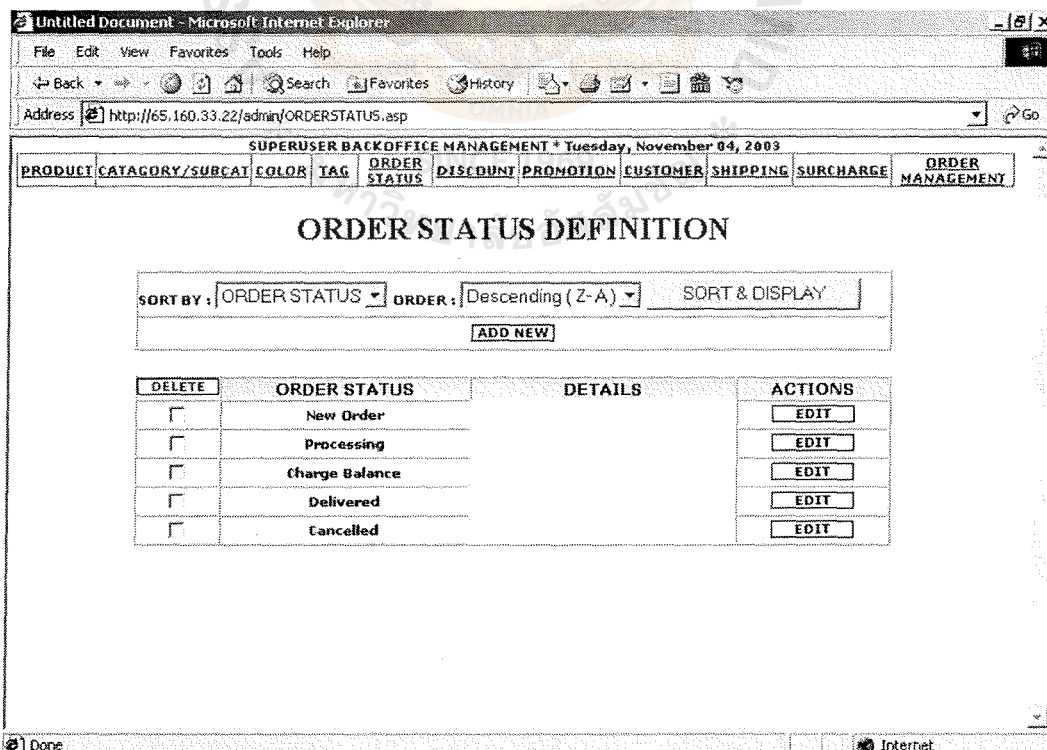 Untitled Document - Microsoft Internet Explorer
File Edit View Favorites Tools Help
Back Search Favorites History
Address http://65.160.33.22/admin/ORDERSTATUS.asp Go
OMNIA
SUPERUSER BACKOFFICE MANAGEMENT * Tuesday, November 04, 2003
SINCE 1969
PRODUCT CATAGORY/SUBCAT COLOR TAG ORDER STATUS DISCOUNT PROMOTION CUSTOMER SHIPPING SURCHARGE ORDER MANAGEMENT
ORDER STATUS DEFINITION
SORT BY : ORDER STATUS ORDER : Descending ( Z-A ) SORT & DISPLAY
ADD NEW
DELETE ORDER STATUS DETAILS ACTIONS
New Order EDIT
Processing EDIT
Charge Balance EDIT
Delivered EDIT
Cancelled EDIT
Done Internet